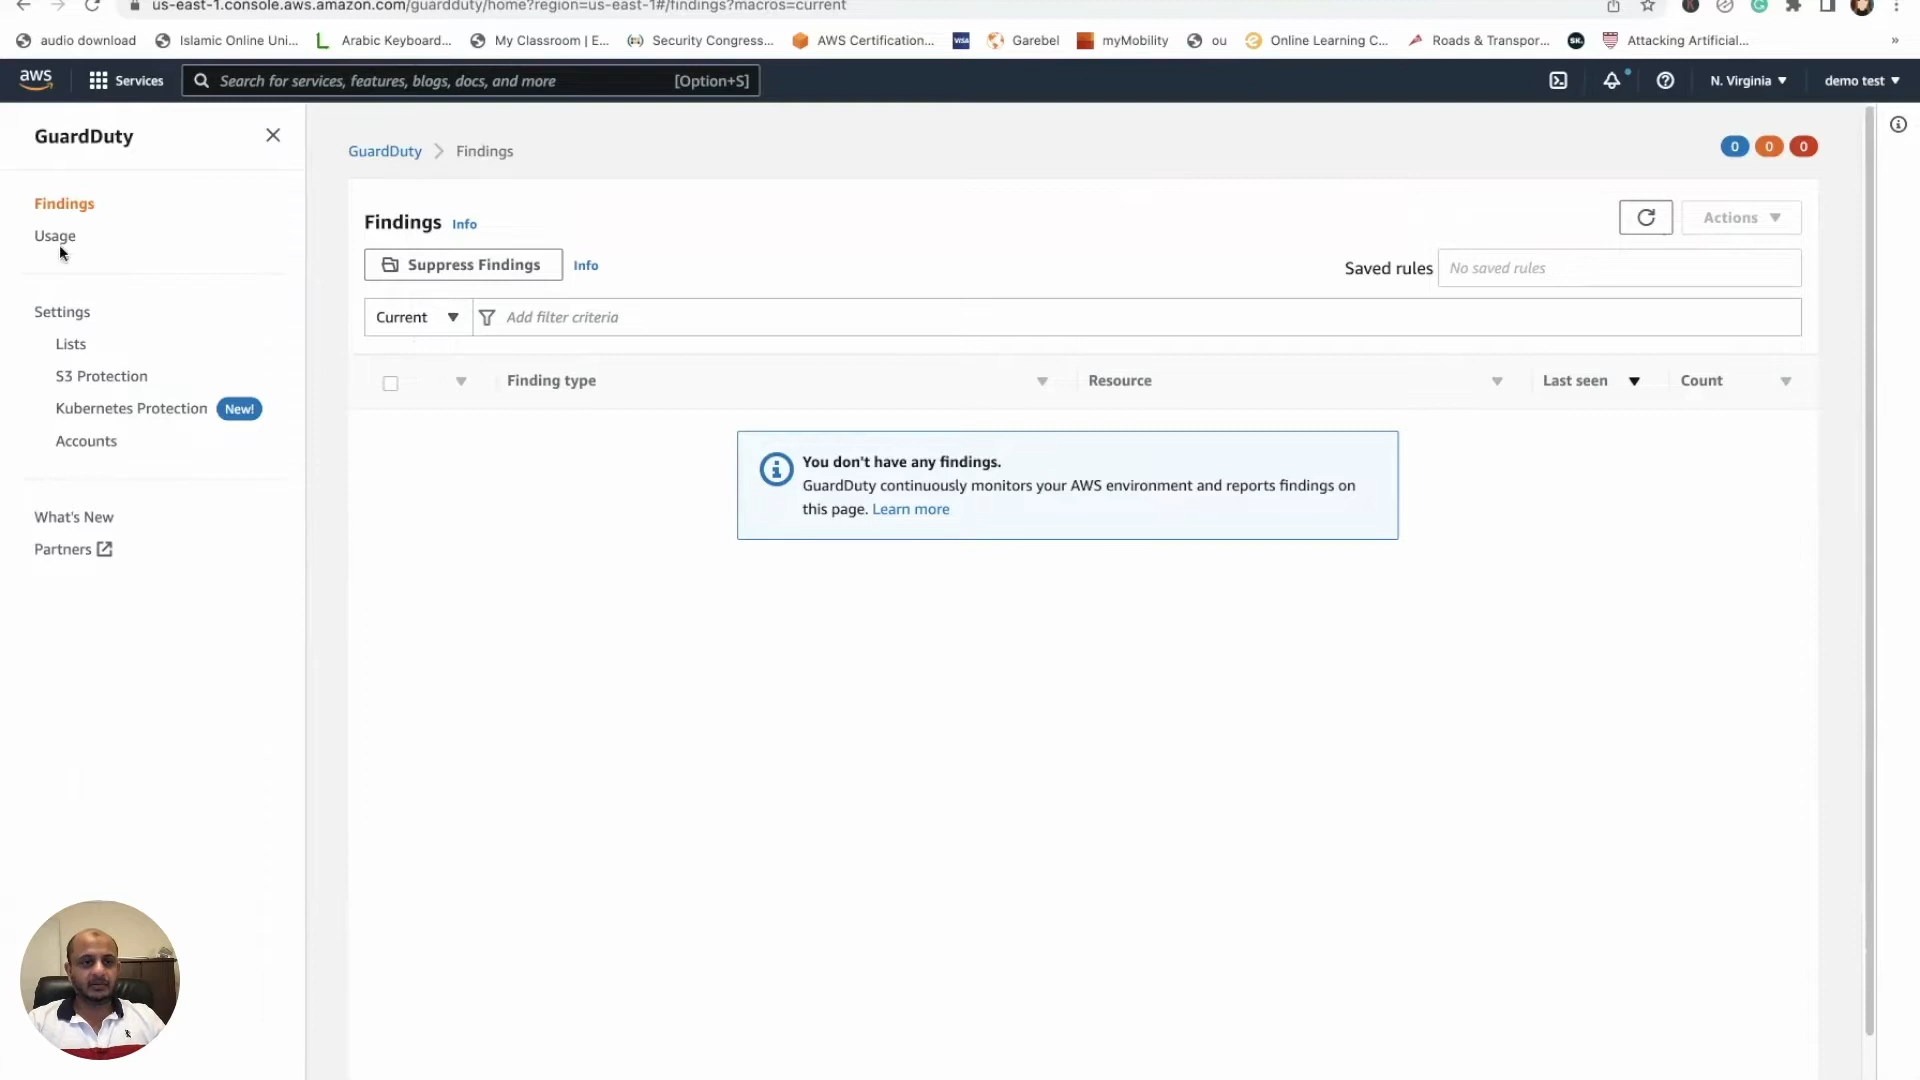 us-east-1.console.aws.amazon.com/guardduty/home?region=us-east-1#/findings?macros=current
audio download
Islamic Online Uni...
Arabic Keyboard...
My Classroom | E...
Security Congress...
AWS Certification...
VISA
Garebel
myMobility
ou
Online Learning C...
Roads & Transpor...
SK.
Attacking Artificial...
»
aws
Services
Search for services, features, blogs, docs, and more
[Option+S]
N. Virginia
demo test
GuardDuty
Findings
Usage
Settings
Lists
S3 Protection
Kubernetes Protection New!
Accounts
What's New
Partners
GuardDuty > Findings
0 0 0
Findings Info
Actions
Suppress Findings Info
Saved rules No saved rules
Current Add filter criteria
Finding type Resource Last seen Count
You don't have any findings.
GuardDuty continuously monitors your AWS environment and reports findings on
this page. Learn more